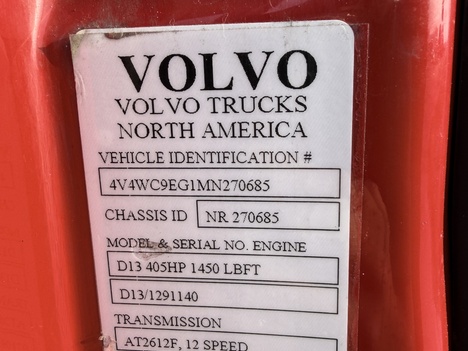 VOLVO
VOLVO TRUCKS
NORTH AMERICA
VEHICLE IDENTIFICATION #
4V4WC9EG1MN270685
CHASSIS ID NR 270685
MODEL & SERIAL NO. ENGINE
D13 405HP 1450 LBFT
D13/1291140
TRANSMISSION
AT2612F, 12 SPEED